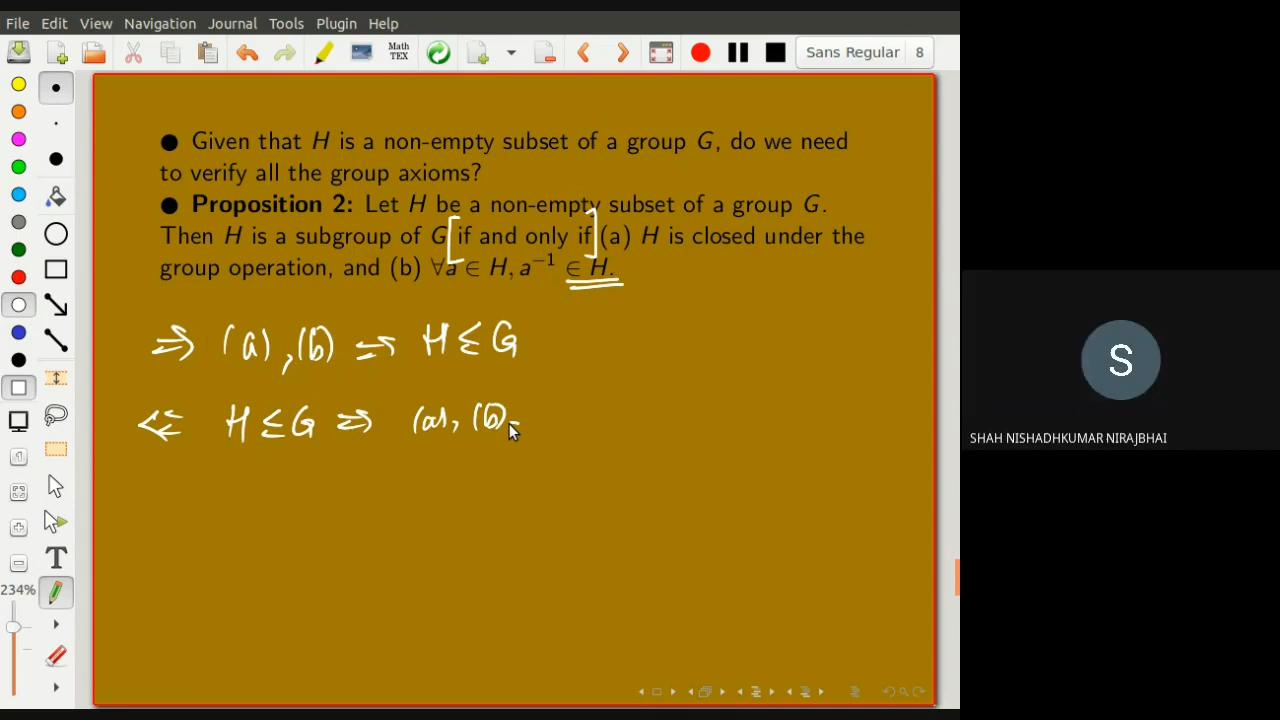 File Edit View Navigation Journal Tools Plugin Help
Math TEX Sans Regular 8
● Given that H is a non-empty subset of a group G, do we need
to verify all the group axioms?
● Proposition 2: Let H be a non-empty subset of a group G.
Then H is a subgroup of G [if and only if] (a) H is closed under the
group operation, and (b) ∀a ∈ H, a⁻¹ ∈ H.
⇒ (a), (b) ⇒ H ≤ G
⇐ H ≤ G ⇒ (a), (b)
S
SHAH NISHADHKUMAR NIRAJBHAI
234%